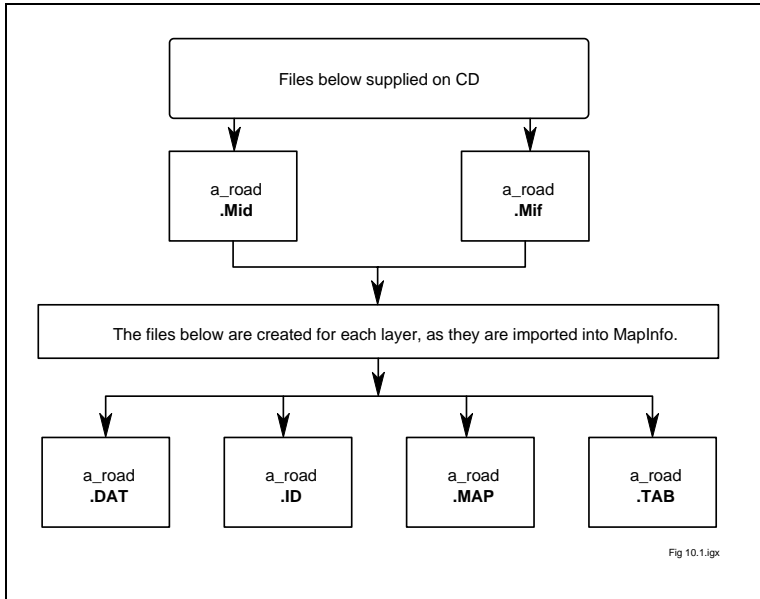 Files below supplied on CD
a_road
.Mid
a_road
.Mif
The files below are created for each layer, as they are imported into MapInfo.
a_road
.DAT
a_road
.ID
a_road
.MAP
a_road
.TAB
Fig 10.1.igx